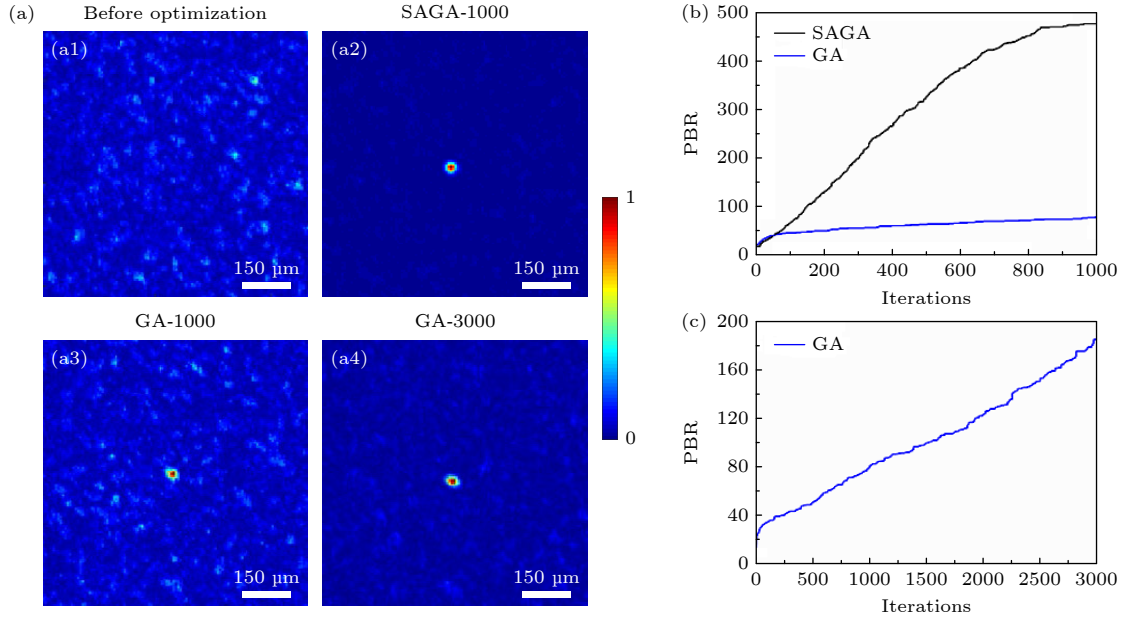 (a) Before optimization SAGA-1000
(a1) (a2)
150 µm 150 µm
GA-1000 GA-3000
(a3) (a4)
150 µm 150 µm
1
0
(b)
500
400
300
200
100
0
PBR
SAGA
GA
0 200 400 600 800 1000
Iterations
(c)
200
160
120
80
40
0
PBR
GA
0 500 1000 1500 2000 2500 3000
Iterations